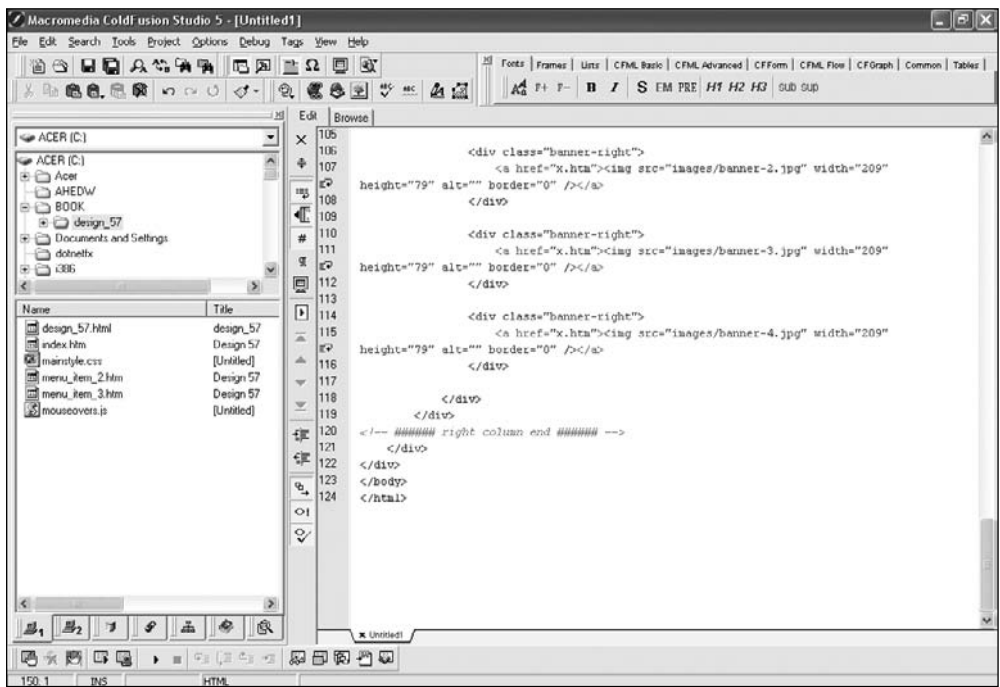 Macromedia ColdFusion Studio 5 - [Untitled1]
File Edit Search Tools Project Options Debug Tags View Help
Fonts Frames Lists CFML Basic CFML Advanced CFForm CFML Flow CFGraph Common Tables
F+ F- B I S EM PRE H1 H2 H3 SUB SUP
Edit Browse
ACER (C:)
ACER (C:)
Acer
AHEDW
BOOK
design_57
Documents and Settings
dotnetfx
i386
Name Title
design_57.html design_57
index.htm Design 57
mainstyle.css [Untitled]
menu_item_2.htm Design 57
menu_item_3.htm Design 57
mouseovers.js [Untitled]
105
106 <div class="banner-right">
107 <a href="x.htm"><img src="images/banner-2.jpg" width="209"
height="79" alt="" border="0" /></a>
108 </div>
109
110 <div class="banner-right">
111 <a href="x.htm"><img src="images/banner-3.jpg" width="209"
height="79" alt="" border="0" /></a>
112 </div>
113
114 <div class="banner-right">
115 <a href="x.htm"><img src="images/banner-4.jpg" width="209"
height="79" alt="" border="0" /></a>
116 </div>
117
118 </div>
119 </div>
120 <!-- ###### right column end ###### -->
121 </div>
122 </div>
123 </body>
124 </html>
Untitled1
150: 1 INS HTML